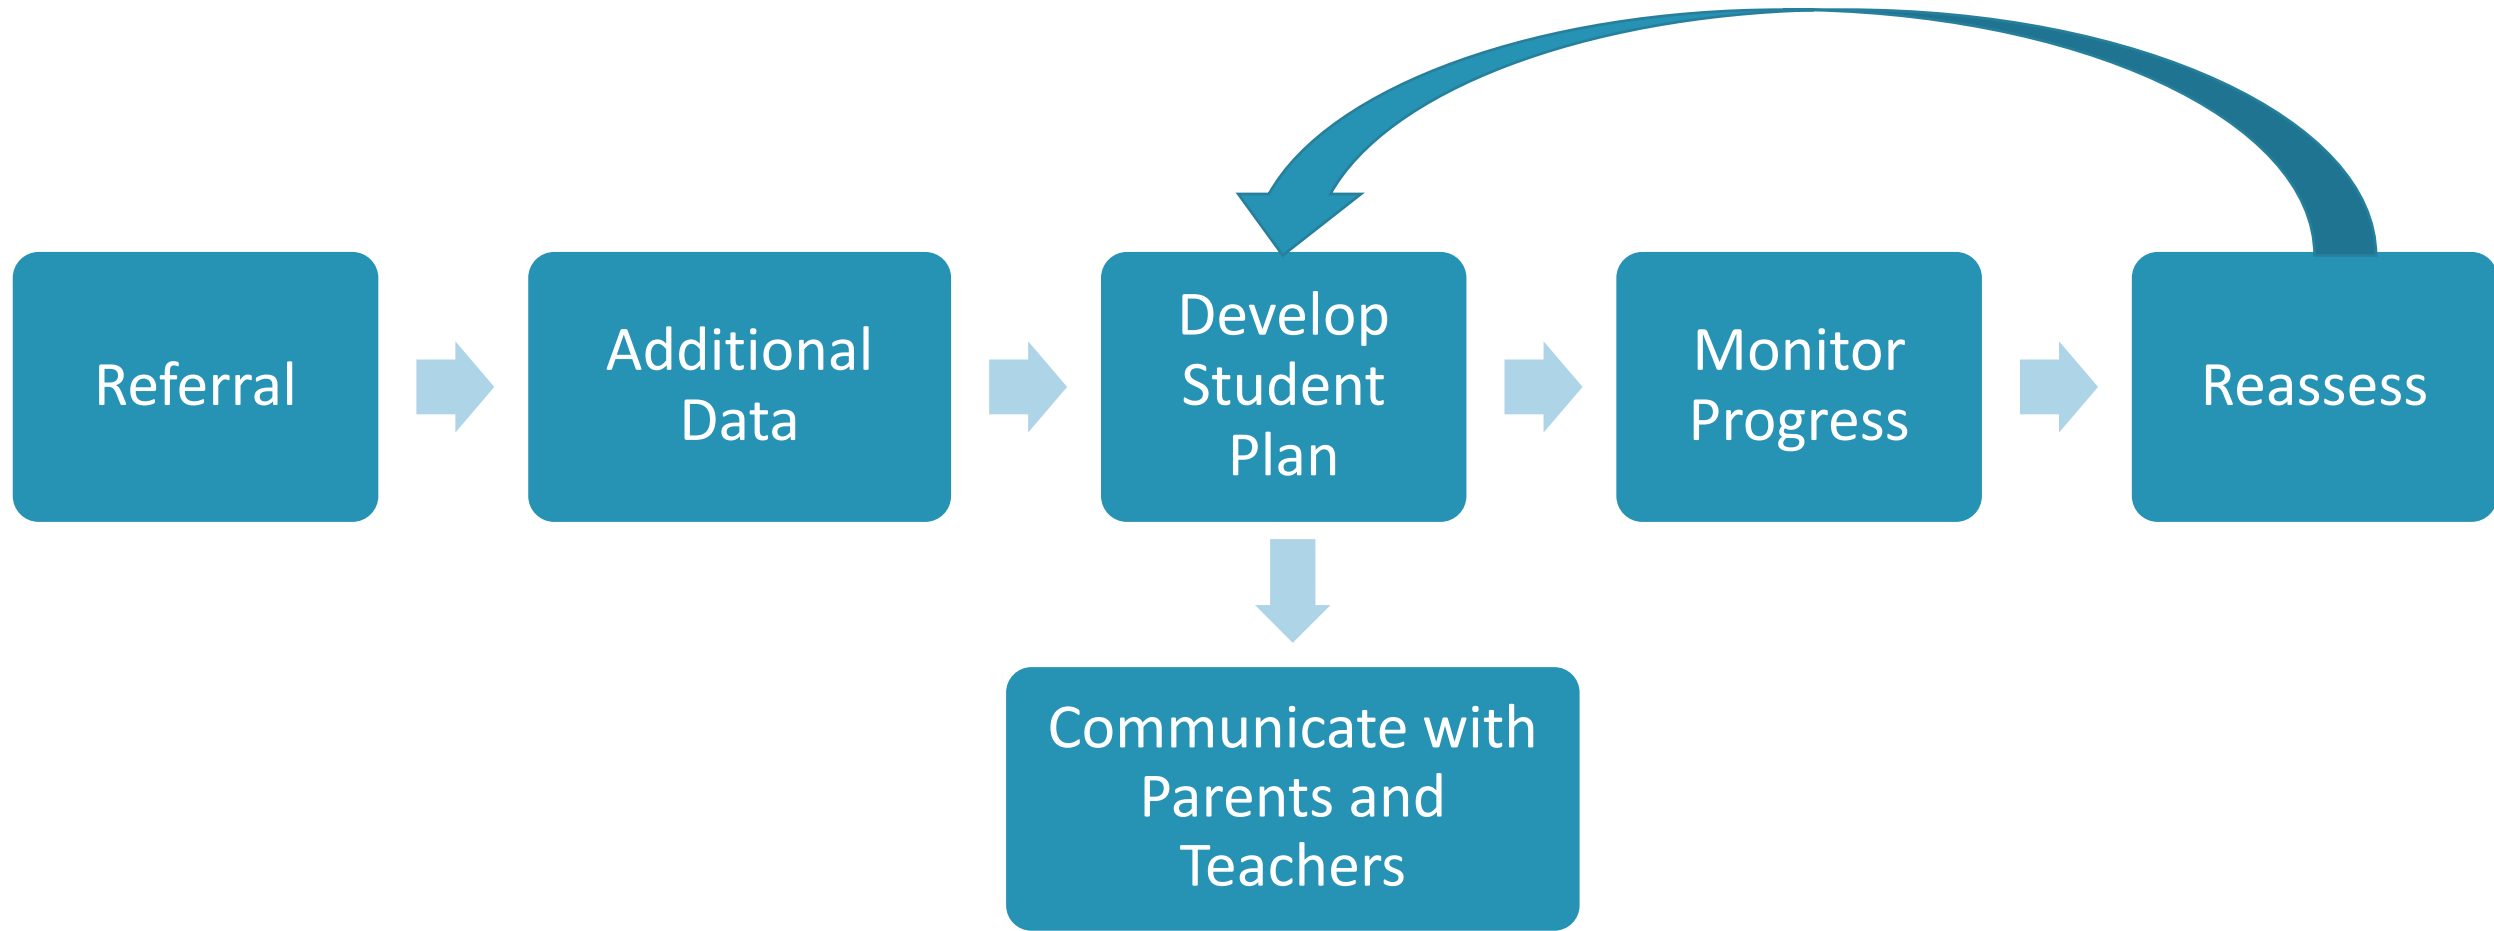 Referral
Additional
Data
Develop
Student
Plan
Monitor
Progress
Reassess
Communicate with
Parents and
Teachers